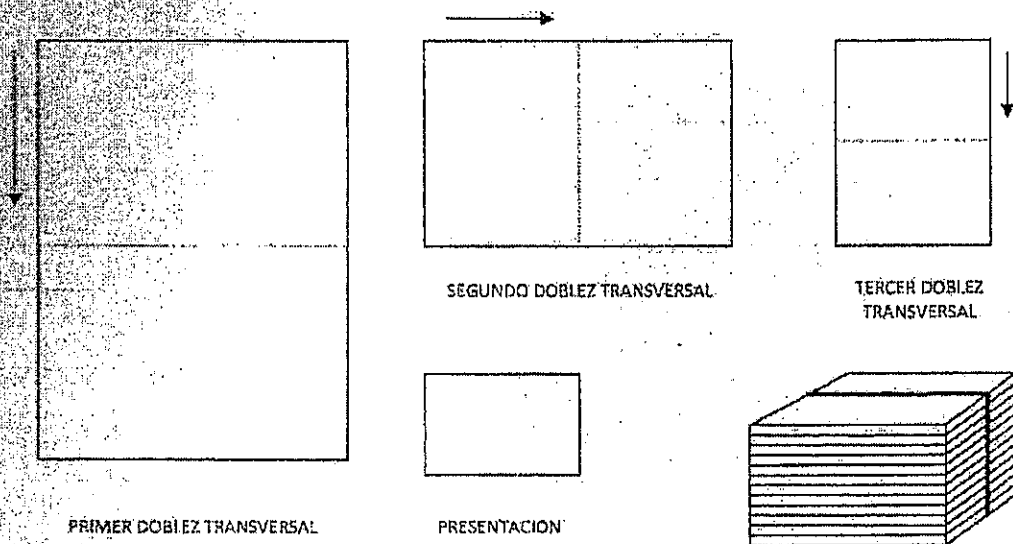 SEGUNDO DOBLEZ TRANSVERSAL
TERCER DOBLEZ
TRANSVERSAL
PRIMER DOBLEZ TRANSVERSAL
PRESENTACION